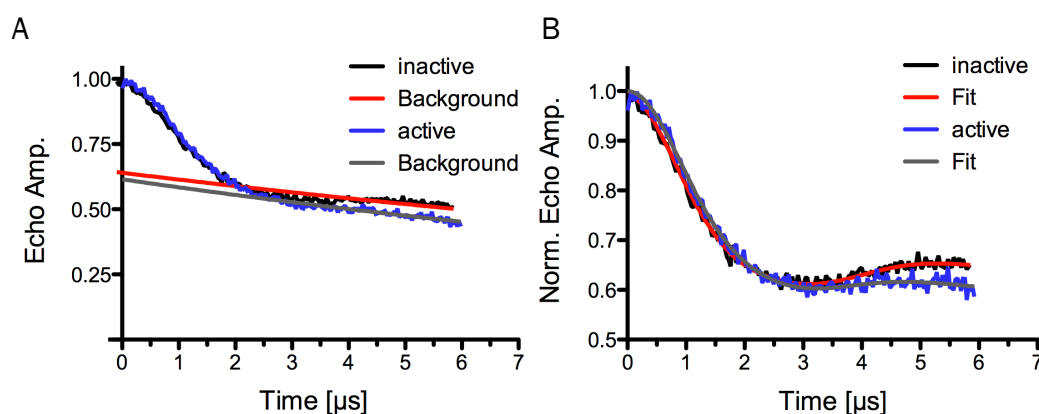 A
Echo Amp.
1.00
0.75
0.50
0.25
0
1
2
3
4
5
6
7
Time [µs]
inactive
Background
active
Background
B
Norm. Echo Amp.
1.0
0.9
0.8
0.7
0.6
0.5
0
1
2
3
4
5
6
7
Time [µs]
inactive
Fit
active
Fit